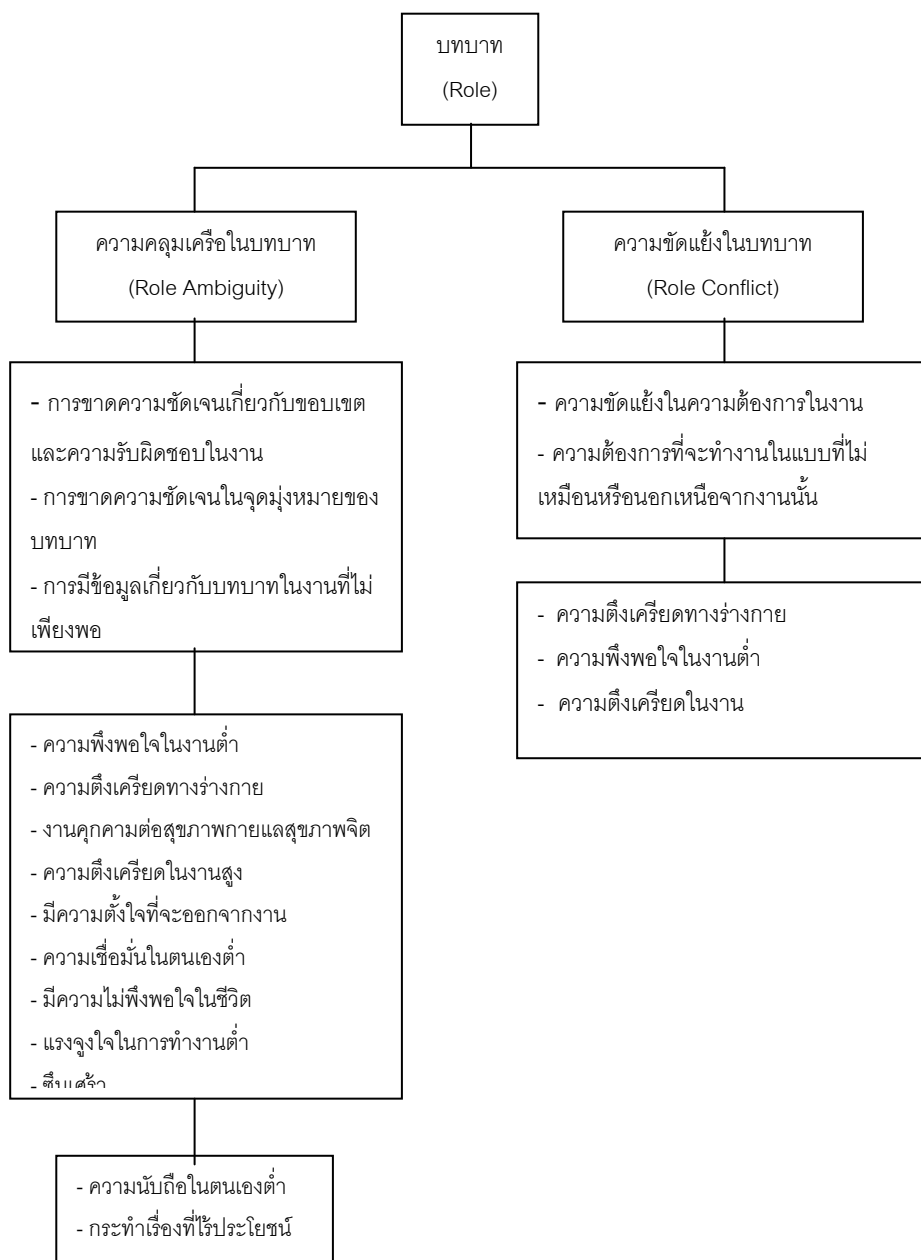 บทบาท
(Role)
ความคลุมเครือในบทบาท
(Role Ambiguity)
- การขาดความชัดเจนเกี่ยวกับขอบเขต
และความรับผิดชอบในงาน
- การขาดความชัดเจนในจุดมุ่งหมายของ
บทบาท
- การมีข้อมูลเกี่ยวกับบทบาทในงานที่ไม่
เพียงพอ
- ความพึงพอใจในงานต่ำ
- ความตึงเครียดทางร่างกาย
- งานคุกคามต่อสุขภาพกายแลสุขภาพจิต
- ความตึงเครียดในงานสูง
- มีความตั้งใจที่จะออกจากงาน
- ความเชื่อมั่นในตนเองต่ำ
- มีความไม่พึงพอใจในชีวิต
- แรงจูงใจในการทำงานต่ำ
- ซึมเศร้า
- ความนับถือในตนเองต่ำ
- กระทำเรื่องที่ไร้ประโยชน์
ความขัดแย้งในบทบาท
(Role Conflict)
- ความขัดแย้งในความต้องการในงาน
- ความต้องการที่จะทำงานในแบบที่ไม่
เหมือนหรือนอกเหนือจากงานนั้น
- ความตึงเครียดทางร่างกาย
- ความพึงพอใจในงานต่ำ
- ความตึงเครียดในงาน